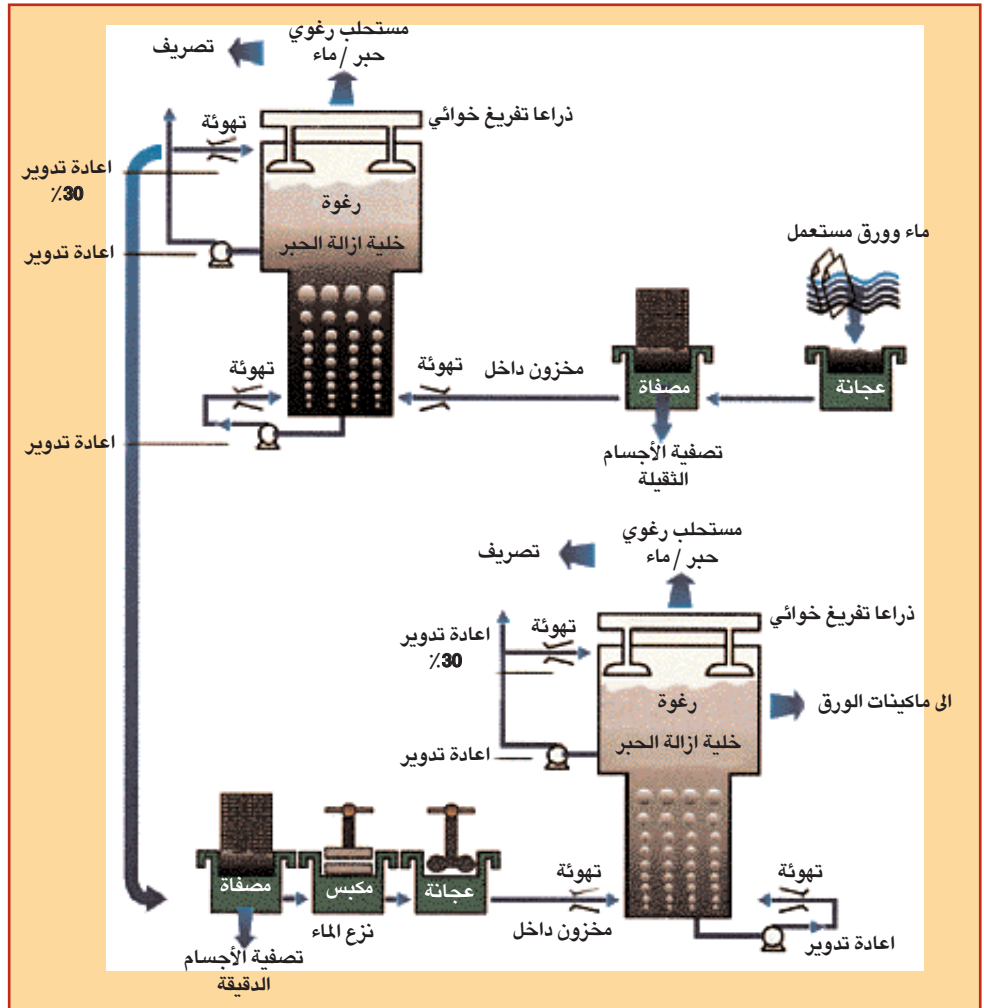 مستحلب رغوي
حبر / ماء
تصريف
ذراعا تفريغ خوائي
تهوئة
اعادة تدوير
30٪
رغوة
خلية ازالة الحبر
اعادة تدوير
ماء وورق مستعمل
عجانة
مصفاة
مخزون داخل
تهوئة
تهوئة
اعادة تدوير
تصفية الأجسام
الثقيلة
مستحلب رغوي
حبر / ماء
تصريف
ذراعا تفريغ خوائي
تهوئة
اعادة تدوير
30٪
رغوة
الى ماكينات الورق
خلية ازالة الحبر
اعادة تدوير
مصفاة
مكبس
عجانة
تهوئة
تهوئة
نزع الماء
مخزون داخل
اعادة تدوير
تصفية الأجسام
الدقيقة